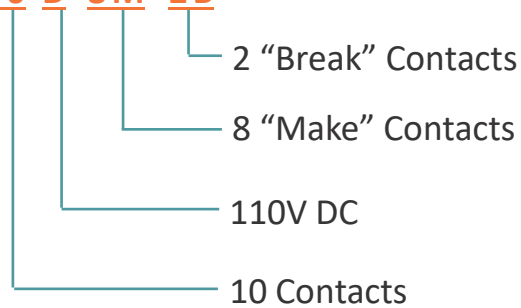 2 “Break” Contacts
8 “Make” Contacts
110V DC
10 Contacts